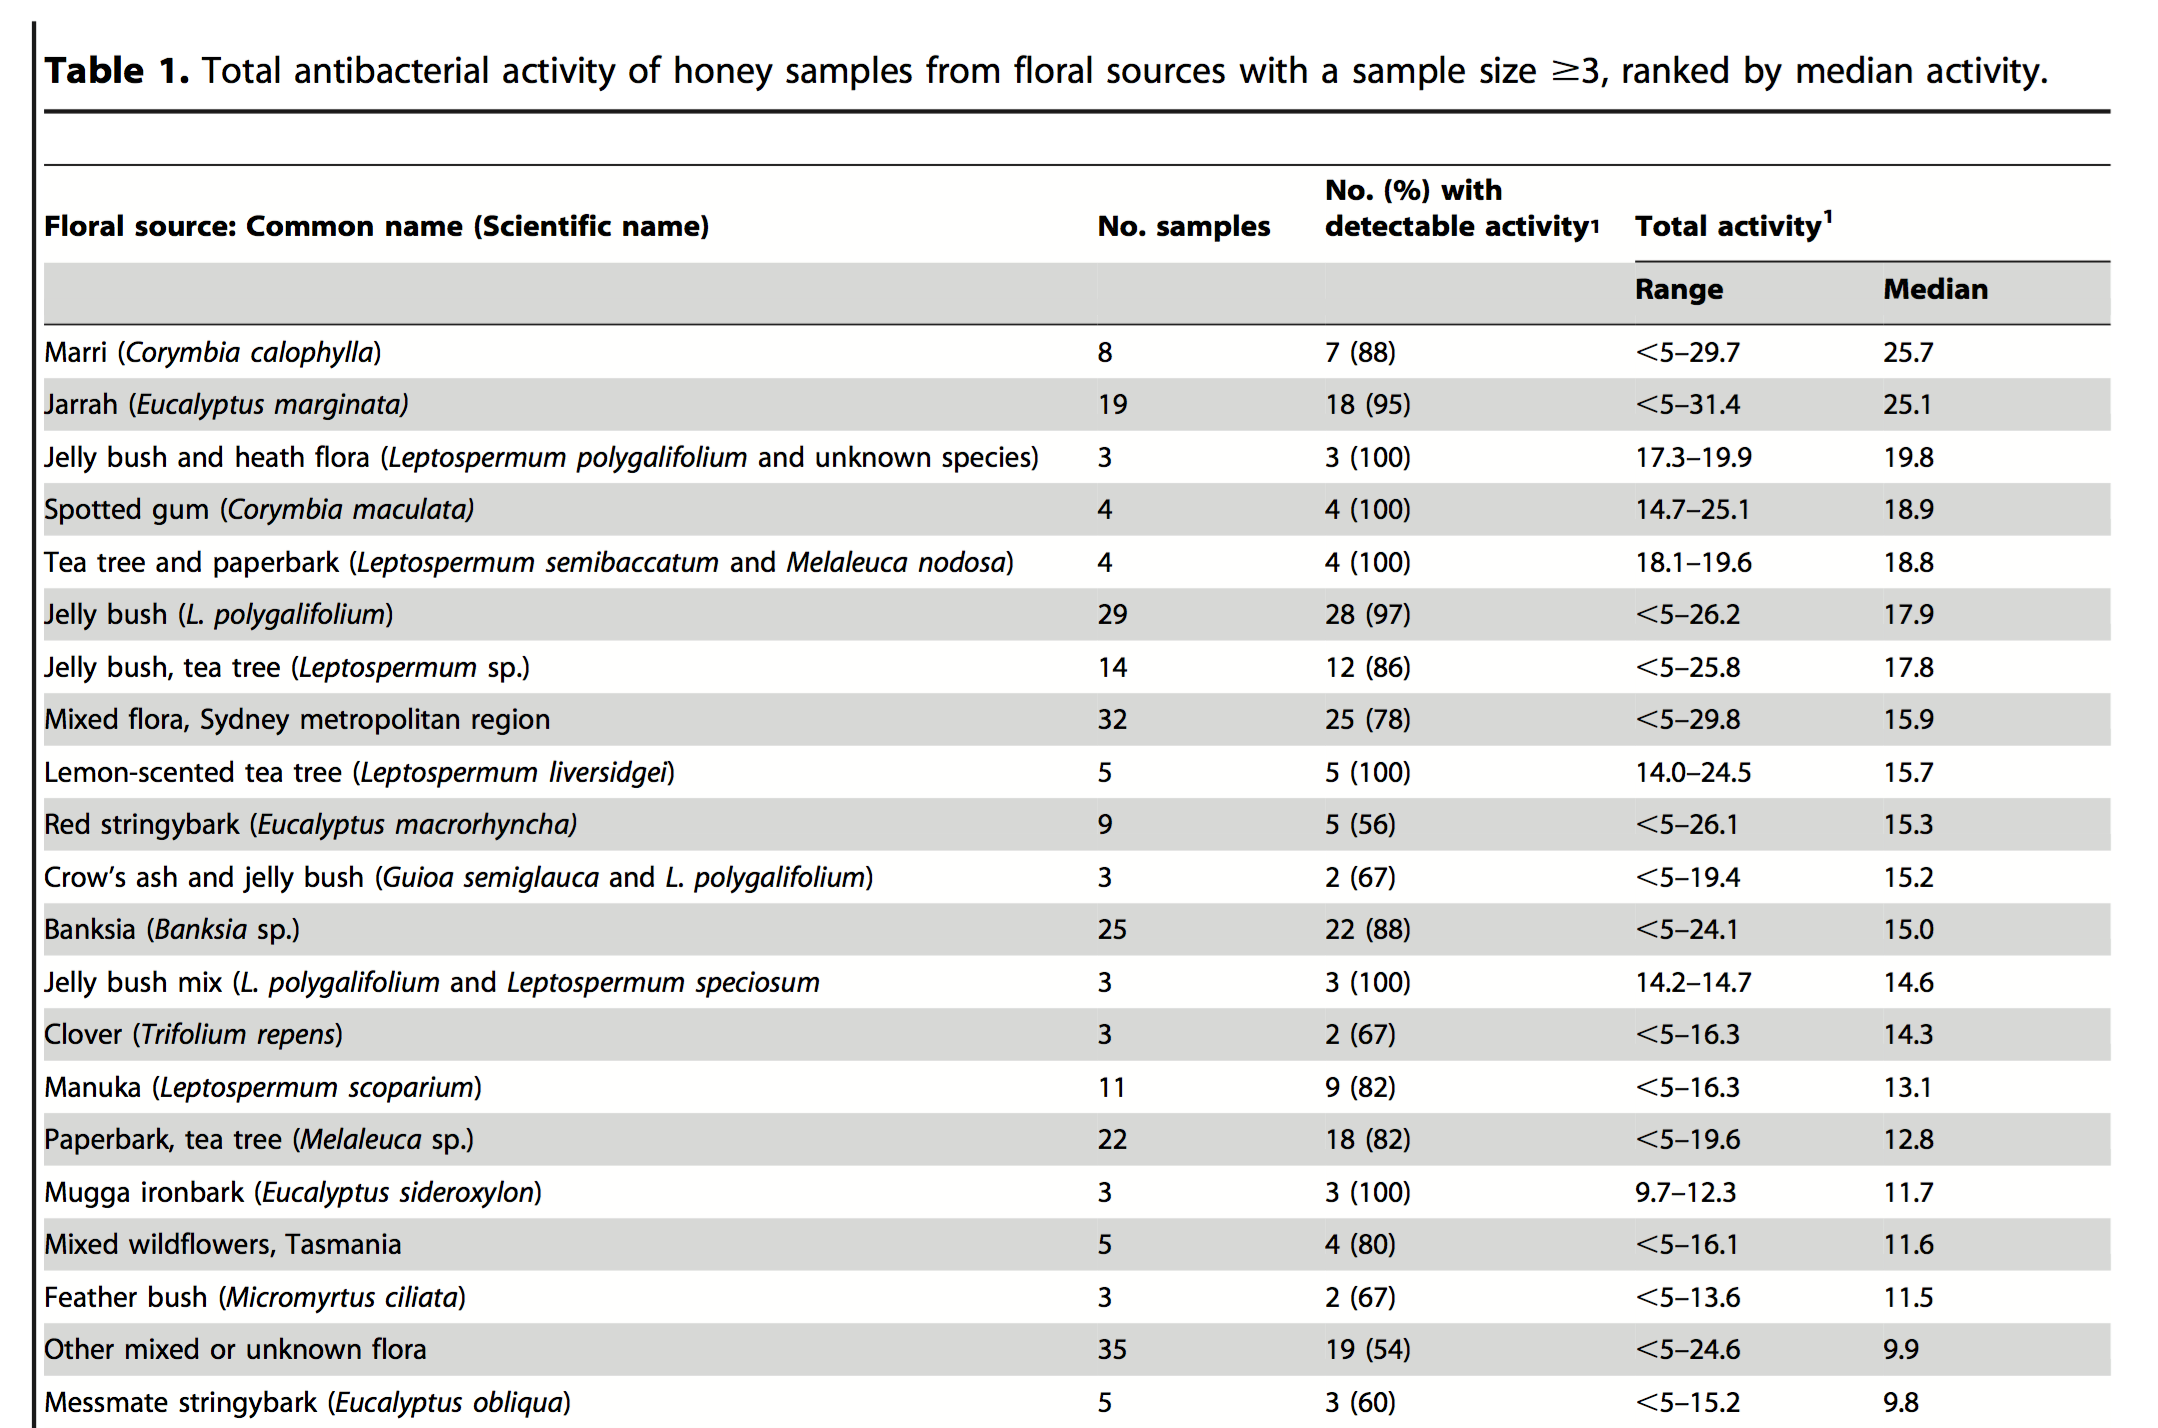 Table 1. Total antibacterial activity of honey samples from floral sources with a sample size ≥3, ranked by median activity.
No. (%) with
Floral source: Common name (Scientific name) No. samples detectable activity1 Total activity1
Range Median
Marri (Corymbia calophylla) 8 7 (88) <5–29.7 25.7
Jarrah (Eucalyptus marginata) 19 18 (95) <5–31.4 25.1
Jelly bush and heath flora (Leptospermum polygalifolium and unknown species) 3 3 (100) 17.3–19.9 19.8
Spotted gum (Corymbia maculata) 4 4 (100) 14.7–25.1 18.9
Tea tree and paperbark (Leptospermum semibaccatum and Melaleuca nodosa) 4 4 (100) 18.1–19.6 18.8
Jelly bush (L. polygalifolium) 29 28 (97) <5–26.2 17.9
Jelly bush, tea tree (Leptospermum sp.) 14 12 (86) <5–25.8 17.8
Mixed flora, Sydney metropolitan region 32 25 (78) <5–29.8 15.9
Lemon-scented tea tree (Leptospermum liversidgei) 5 5 (100) 14.0–24.5 15.7
Red stringybark (Eucalyptus macrorhyncha) 9 5 (56) <5–26.1 15.3
Crow’s ash and jelly bush (Guioa semiglauca and L. polygalifolium) 3 2 (67) <5–19.4 15.2
Banksia (Banksia sp.) 25 22 (88) <5–24.1 15.0
Jelly bush mix (L. polygalifolium and Leptospermum speciosum 3 3 (100) 14.2–14.7 14.6
Clover (Trifolium repens) 3 2 (67) <5–16.3 14.3
Manuka (Leptospermum scoparium) 11 9 (82) <5–16.3 13.1
Paperbark, tea tree (Melaleuca sp.) 22 18 (82) <5–19.6 12.8
Mugga ironbark (Eucalyptus sideroxylon) 3 3 (100) 9.7–12.3 11.7
Mixed wildflowers, Tasmania 5 4 (80) <5–16.1 11.6
Feather bush (Micromyrtus ciliata) 3 2 (67) <5–13.6 11.5
Other mixed or unknown flora 35 19 (54) <5–24.6 9.9
Messmate stringybark (Eucalyptus obliqua) 5 3 (60) <5–15.2 9.8